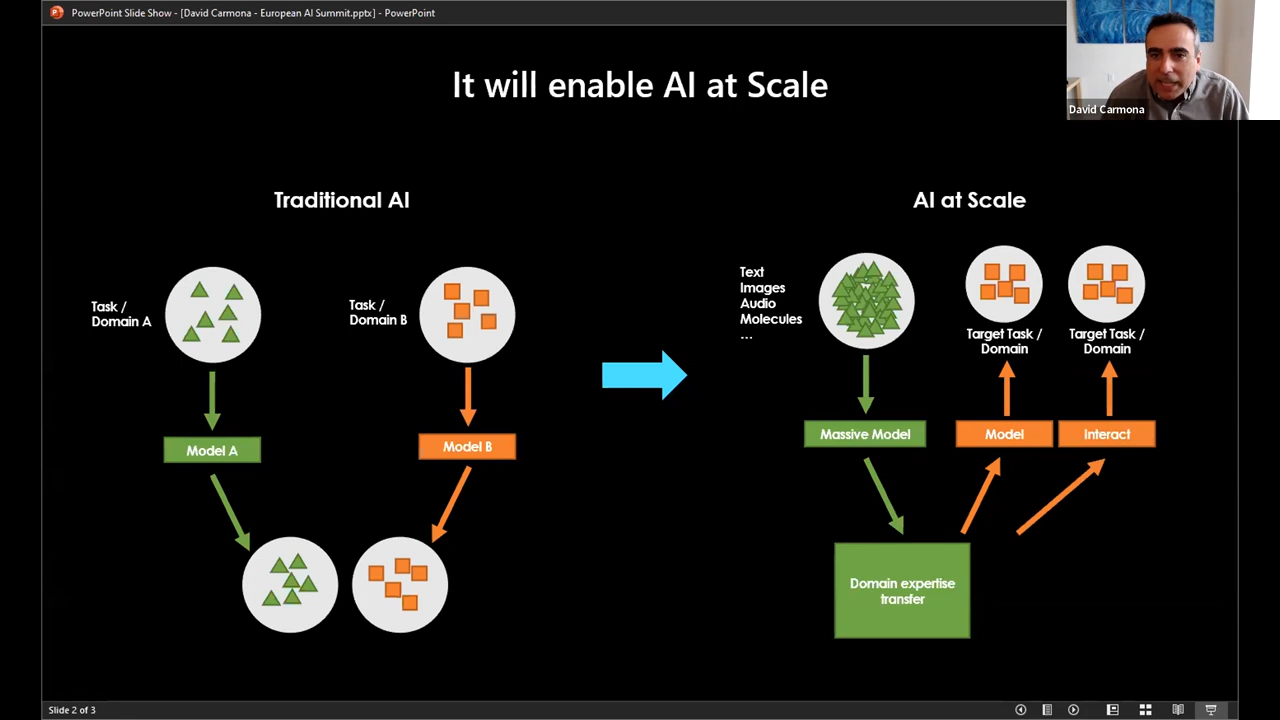 PowerPoint Slide Show - [David Carmona - European AI Summit.pptx] - PowerPoint
David Carmona
It will enable AI at Scale
Traditional AI
Task /
Domain A
Task /
Domain B
Model A
Model B
AI at Scale
Text
Images
Audio
Molecules
...
Target Task /
Domain
Target Task /
Domain
Massive Model
Model
Interact
Domain expertise
transfer
Slide 2 of 3